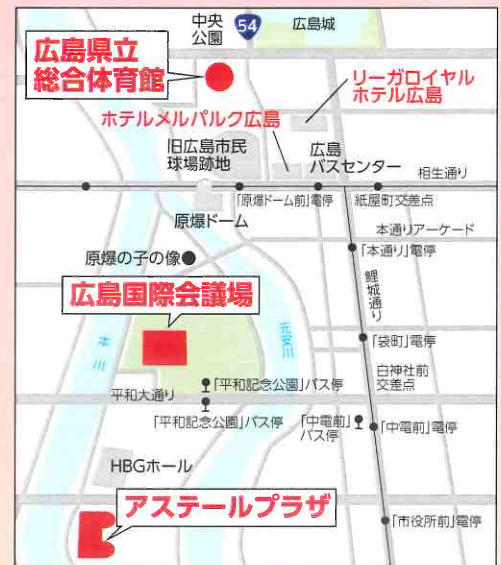 中央
公園
54
広島城
広島県立
総合体育館
リーガロイヤル
ホテル広島
ホテルメルパルク広島
旧広島市民
球場跡地
広島
バスセンター
相生通り
「原爆ドーム前」電停
紙屋町交差点
原爆ドーム
本通りアーケード
「本通り」電停
原爆の子の像
鯉城通り
広島国際会議場
元安川
本川
「袋町」電停
白神社前
交差点
「平和記念公園」バス停
平和大通り
「平和記念公園」バス停
「中電前」
バス停
「中電前」電停
HBGホール
アステールプラザ
「市役所前」電停